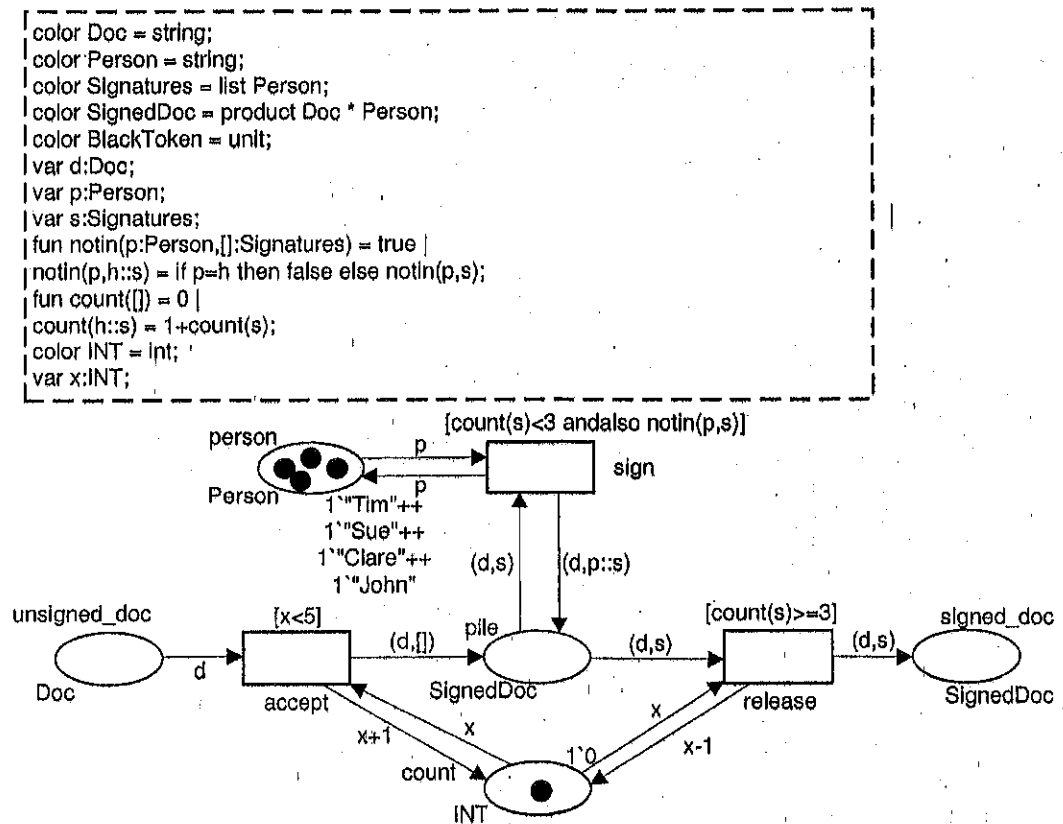 color Doc = string;
color Person = string;
color Signatures = list Person;
color SignedDoc = product Doc * Person;
color BlackToken = unit;
var d:Doc;
var p:Person;
var s:Signatures;
fun notin(p:Person,[]:Signatures) = true |
notin(p,h::s) = if p=h then false else notin(p,s);
fun count([]) = 0 |
count(h::s) = 1+count(s);
color INT = int;
var x:INT;
[count(s)<3 andalso notin(p,s)]
person
p
sign
p
Person
1`"Tim"++
1`"Sue"++
1`"Clare"++
1`"John"
(d,s)
(d,p::s)
unsigned_doc
[x<5]
pile
[count(s)>=3]
signed_doc
(d,[])
(d,s)
(d,s)
d
Doc
accept
SignedDoc
release
SignedDoc
x
x
x+1
1`0
x-1
count
INT